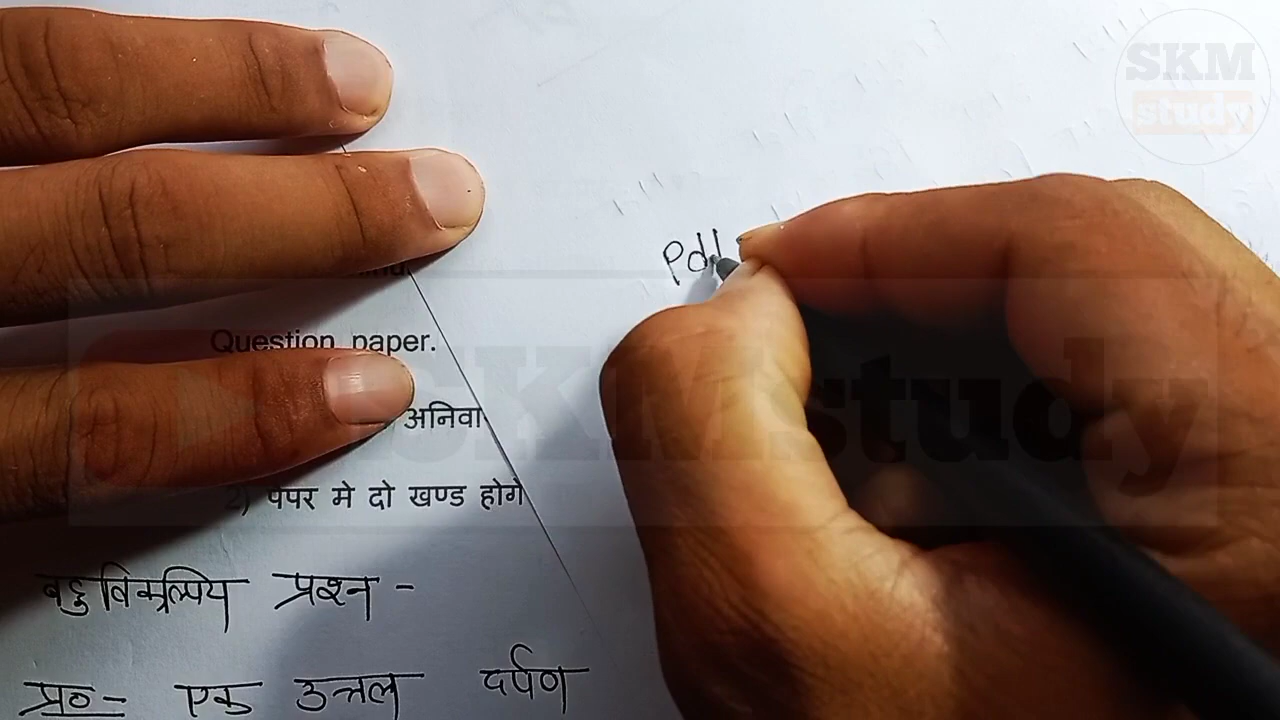 SKM
study
Pdf
Question paper.
SKMstudy
अनिवा
2) पेपर मे दो खण्ड होगे
बहुविकल्पिय प्रश्न -
प्र० - एक उत्तल दर्पण